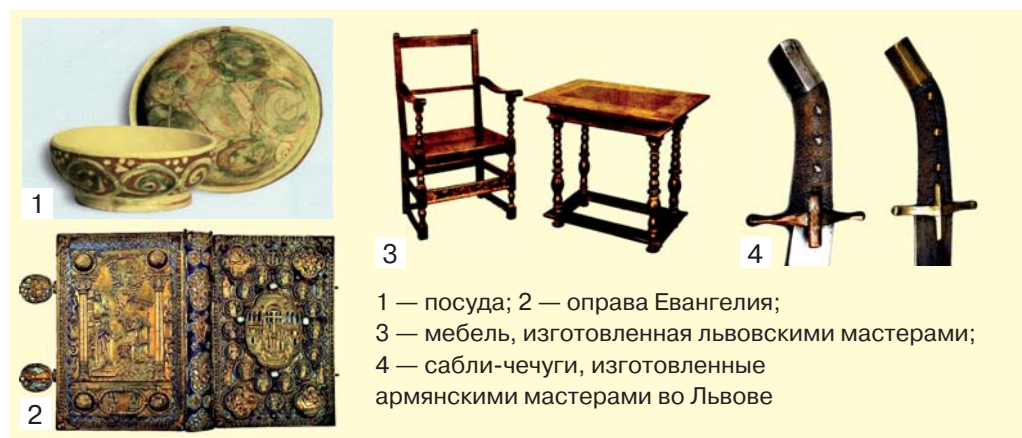 1
2
3
4
1 — посуда; 2 — оправа Евангелия;
3 — мебель, изготовленная львовскими мастерами;
4 — сабли-чечуги, изготовленные
армянскими мастерами во Львове